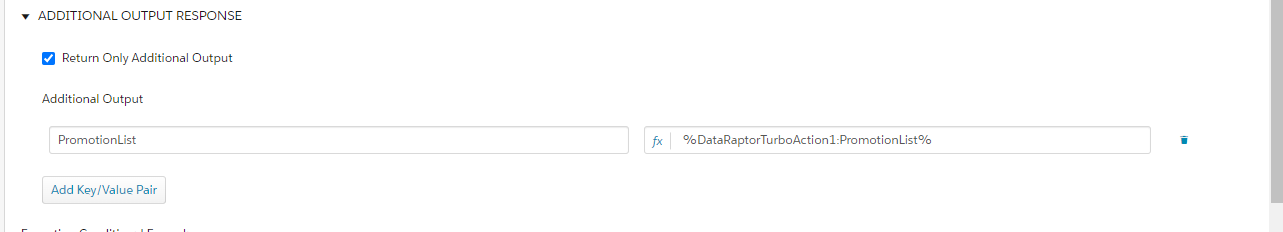 ADDITIONAL OUTPUT RESPONSE
Return Only Additional Output
Additional Output
PromotionList
fx %DataRaptorTurboAction1:PromotionList%
Add Key/Value Pair